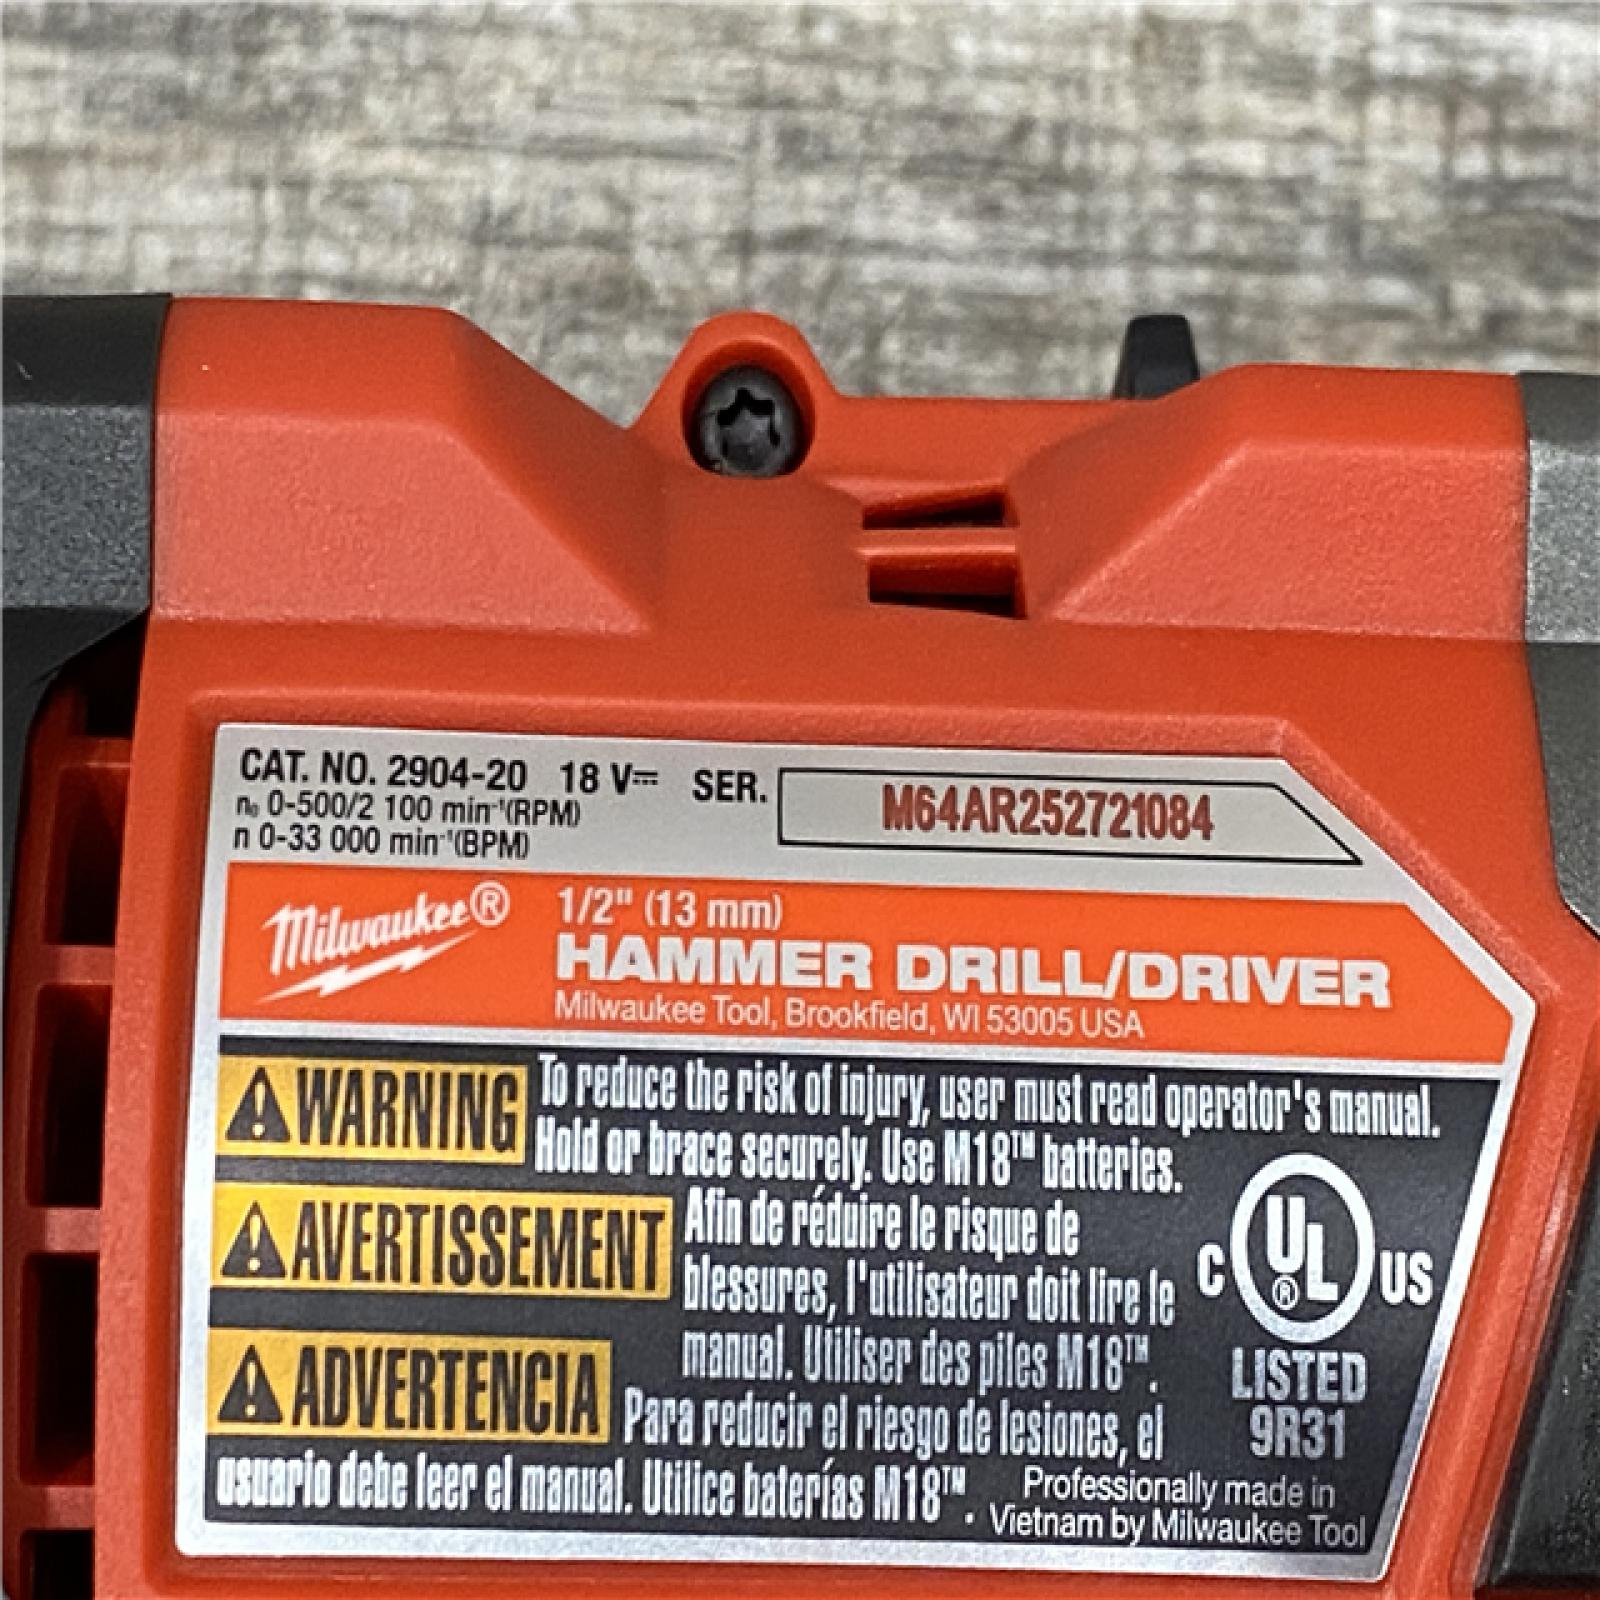 CAT. NO. 2904-20 18 V⎓ SER. M64AR252721084
n₀ 0-500/2 100 min⁻¹(RPM)
n 0-33 000 min⁻¹(BPM)
Milwaukee®
1/2" (13 mm)
HAMMER DRILL/DRIVER
Milwaukee Tool, Brookfield, WI 53005 USA
⚠WARNING To reduce the risk of injury, user must read operator's manual.
Hold or brace securely. Use M18™ batteries.
⚠AVERTISSEMENT Afin de réduire le risque de
blessures, l'utilisateur doit lire le
manual. Utiliser des piles M18™.
⚠ADVERTENCIA Para reducir el riesgo de lesiones, el
usuario debe leer el manual. Utilice baterías M18™.
C UL® US
LISTED
9R31
Professionally made in
Vietnam by Milwaukee Tool